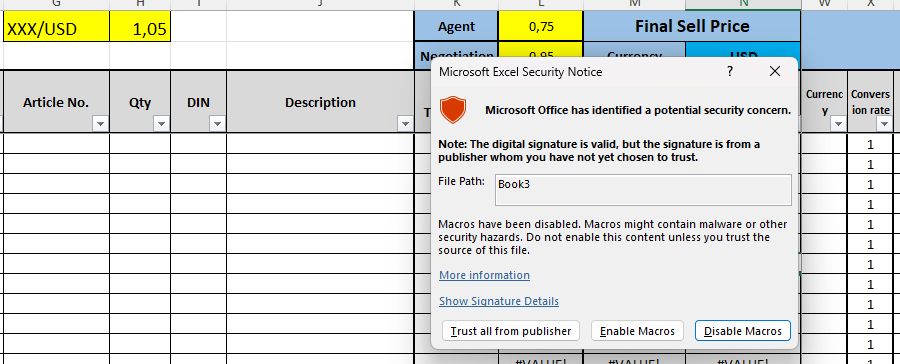 G H I J K L M N W X
XXX/USD 1,05 Agent 0,75 Final Sell Price
Negotiation 0,95 Currency USD
Article No. Qty DIN Description Currenc Convers
y ion rate
Microsoft Excel Security Notice ? ×
Microsoft Office has identified a potential security concern.
Note: The digital signature is valid, but the signature is from a
publisher whom you have not yet chosen to trust.
File Path: Book3
Macros have been disabled. Macros might contain malware or other
security hazards. Do not enable this content unless you trust the
source of this file.
More information
Show Signature Details
Trust all from publisher Enable Macros Disable Macros
1
1
1
1
1
1
1
1
1
1
1
#VALUE! #VALUE! #VALUE! 1